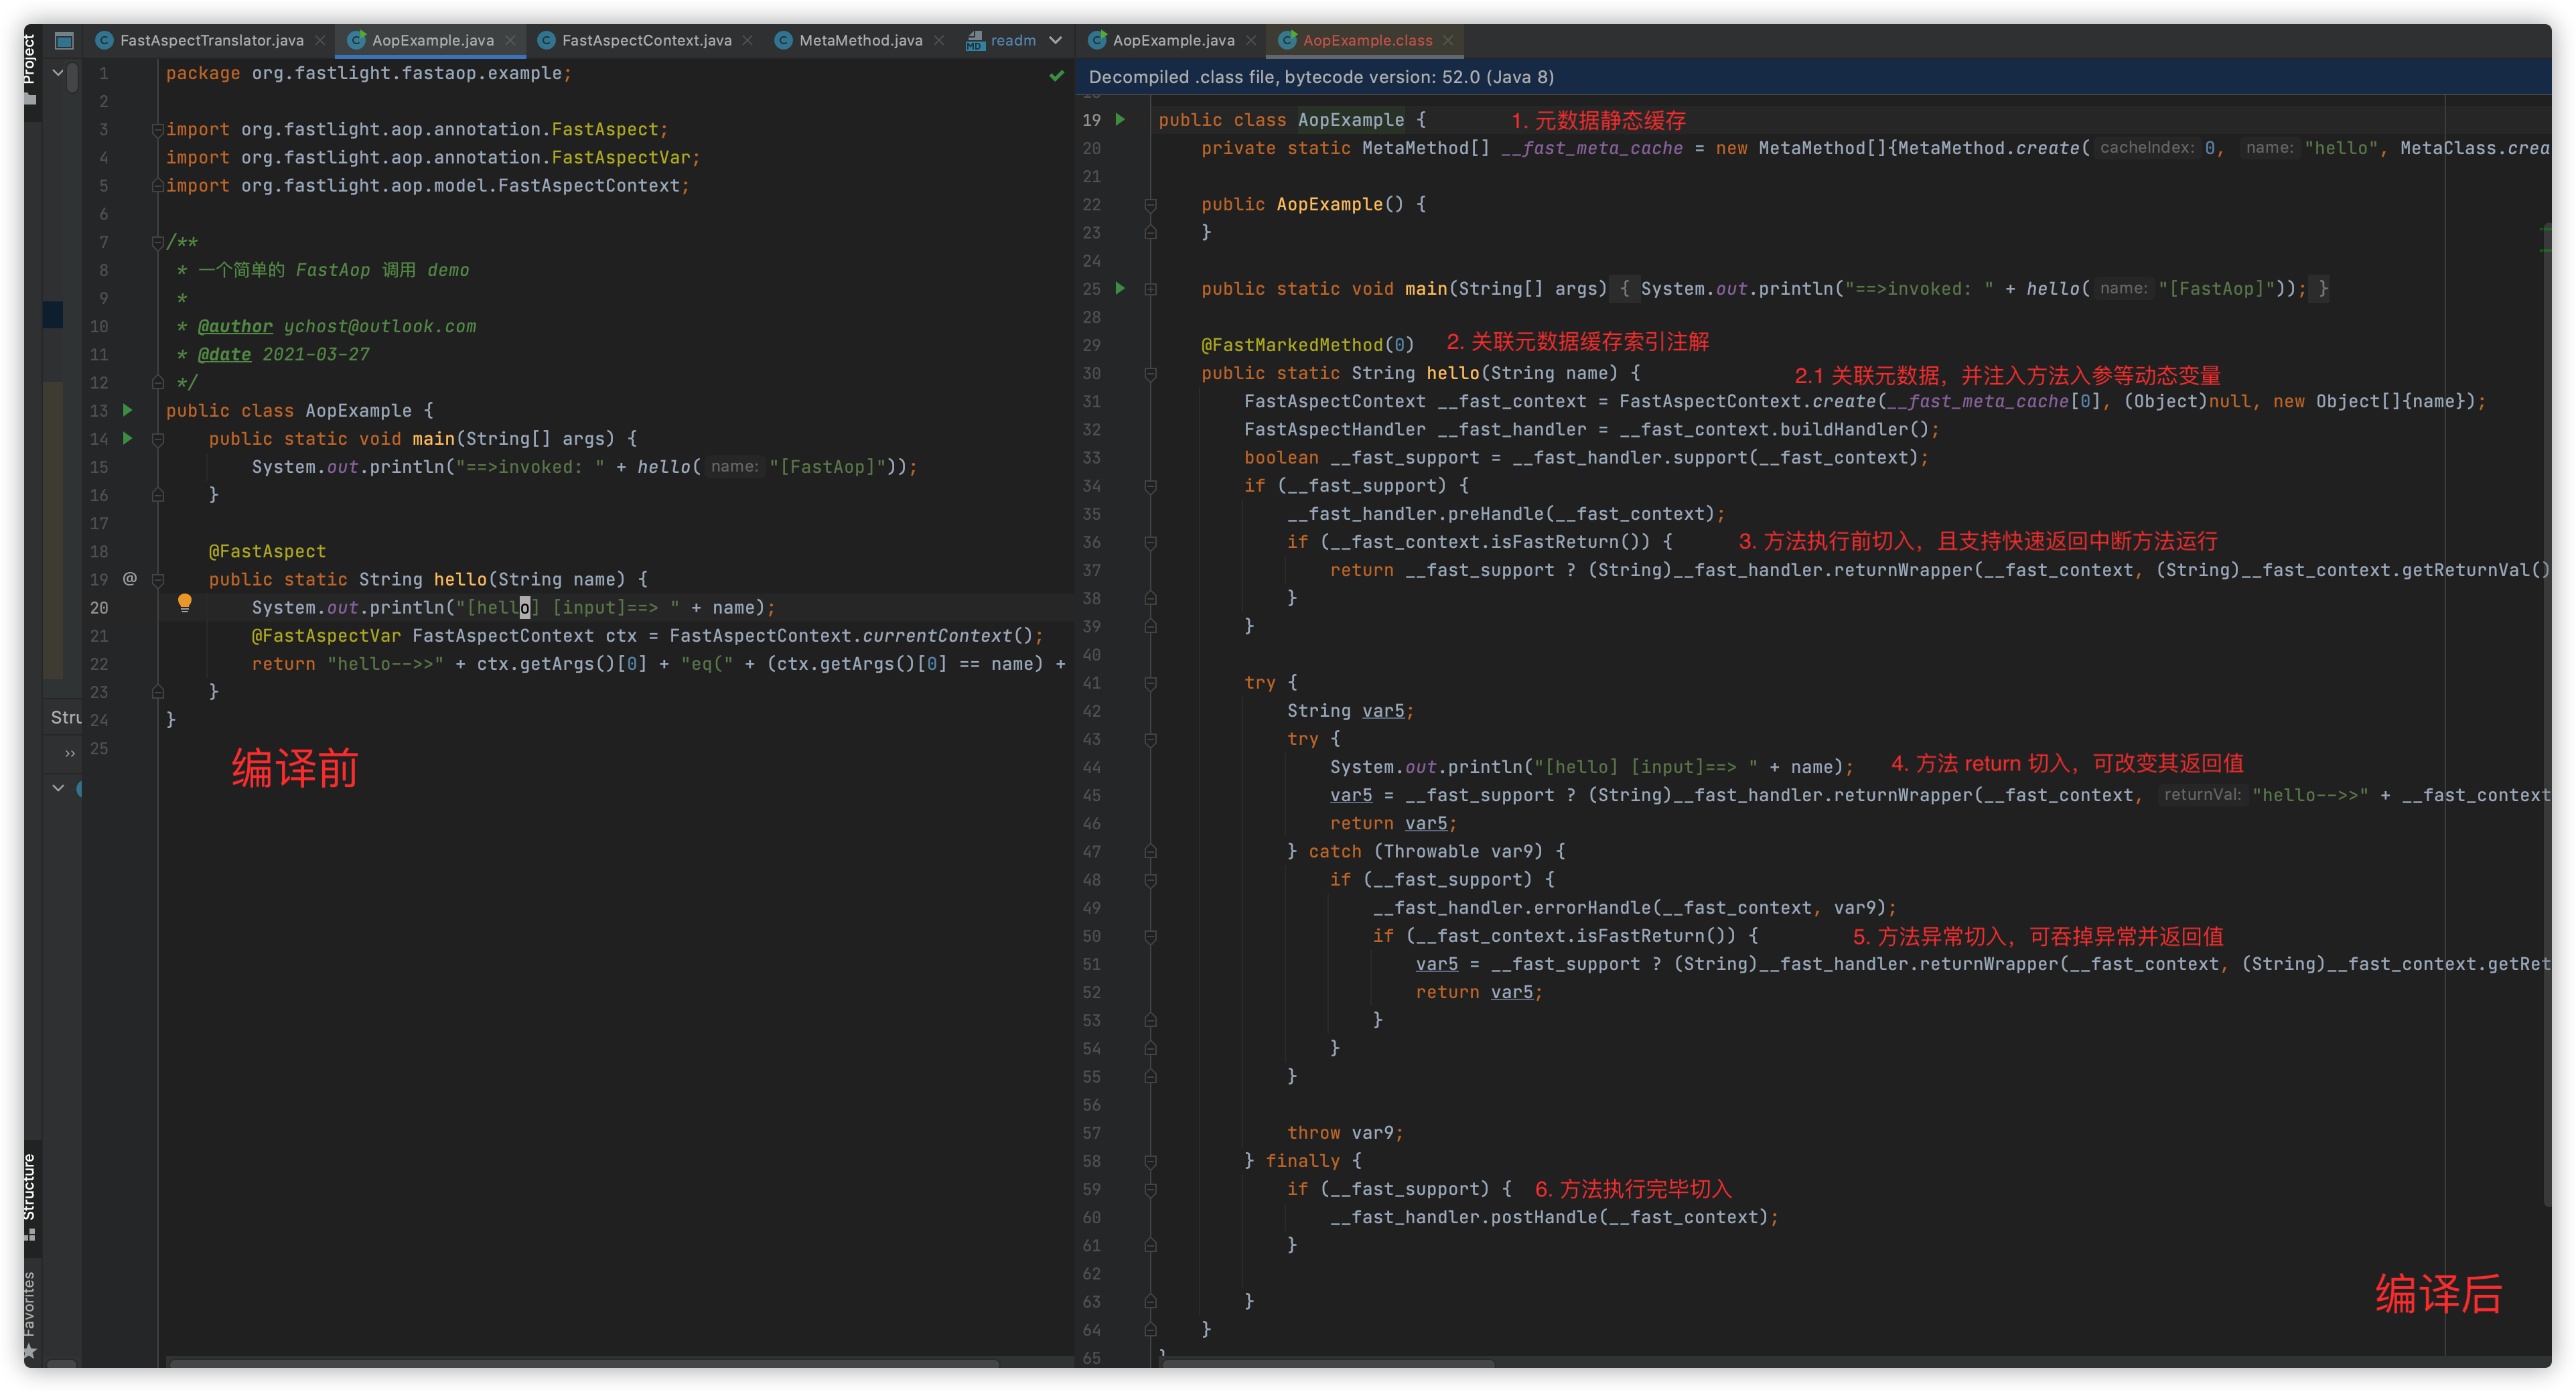 Project
FastAspectTranslator.java
AopExample.java
FastAspectContext.java
MetaMethod.java
readm
1 package org.fastlight.fastaop.example;
2
3 import org.fastlight.aop.annotation.FastAspect;
4 import org.fastlight.aop.annotation.FastAspectVar;
5 import org.fastlight.aop.model.FastAspectContext;
6
7 /**
8 * 一个简单的 FastAop 调用 demo
9 *
10 * @author ychost@outlook.com
11 * @date 2021-03-27
12 */
13 public class AopExample {
14 public static void main(String[] args) {
15 System.out.println("==>invoked: " + hello( name: "[FastAop]"));
16 }
17
18 @FastAspect
19 @ public static String hello(String name) {
20 System.out.println("[hello] [input]==> " + name);
21 @FastAspectVar FastAspectContext ctx = FastAspectContext.currentContext();
22 return "hello-->>" + ctx.getArgs()[0] + "eq(" + (ctx.getArgs()[0] == name) +
23 }
24 }
25
编译前
Stru
Structure
Favorites
AopExample.java
AopExample.class
Decompiled .class file, bytecode version: 52.0 (Java 8)
19 public class AopExample { 1. 元数据静态缓存
20 private static MetaMethod[] __fast_meta_cache = new MetaMethod[]{MetaMethod.create( cacheIndex: 0, name: "hello", MetaClass.crea
21
22 public AopExample() {
23 }
24
25 public static void main(String[] args) { System.out.println("==>invoked: " + hello( name: "[FastAop]")); }
28
29 @FastMarkedMethod(0) 2. 关联元数据缓存索引注解
30 public static String hello(String name) { 2.1 关联元数据，并注入方法入参等动态变量
31 FastAspectContext __fast_context = FastAspectContext.create(__fast_meta_cache[0], (Object)null, new Object[]{name});
32 FastAspectHandler __fast_handler = __fast_context.buildHandler();
33 boolean __fast_support = __fast_handler.support(__fast_context);
34 if (__fast_support) {
35 __fast_handler.preHandle(__fast_context);
36 if (__fast_context.isFastReturn()) { 3. 方法执行前切入，且支持快速返回中断方法运行
37 return __fast_support ? (String)__fast_handler.returnWrapper(__fast_context, (String)__fast_context.getReturnVal()
38 }
39 }
40
41 try {
42 String var5;
43 try {
44 System.out.println("[hello] [input]==> " + name); 4. 方法 return 切入，可改变其返回值
45 var5 = __fast_support ? (String)__fast_handler.returnWrapper(__fast_context, returnVal: "hello-->>" + __fast_context
46 return var5;
47 } catch (Throwable var9) {
48 if (__fast_support) {
49 __fast_handler.errorHandle(__fast_context, var9);
50 if (__fast_context.isFastReturn()) { 5. 方法异常切入，可吞掉异常并返回值
51 var5 = __fast_support ? (String)__fast_handler.returnWrapper(__fast_context, (String)__fast_context.getRet
52 return var5;
53 }
54 }
55 }
56
57 throw var9;
58 } finally {
59 if (__fast_support) { 6. 方法执行完毕切入
60 __fast_handler.postHandle(__fast_context);
61 }
62
63 }
64 }
65
编译后